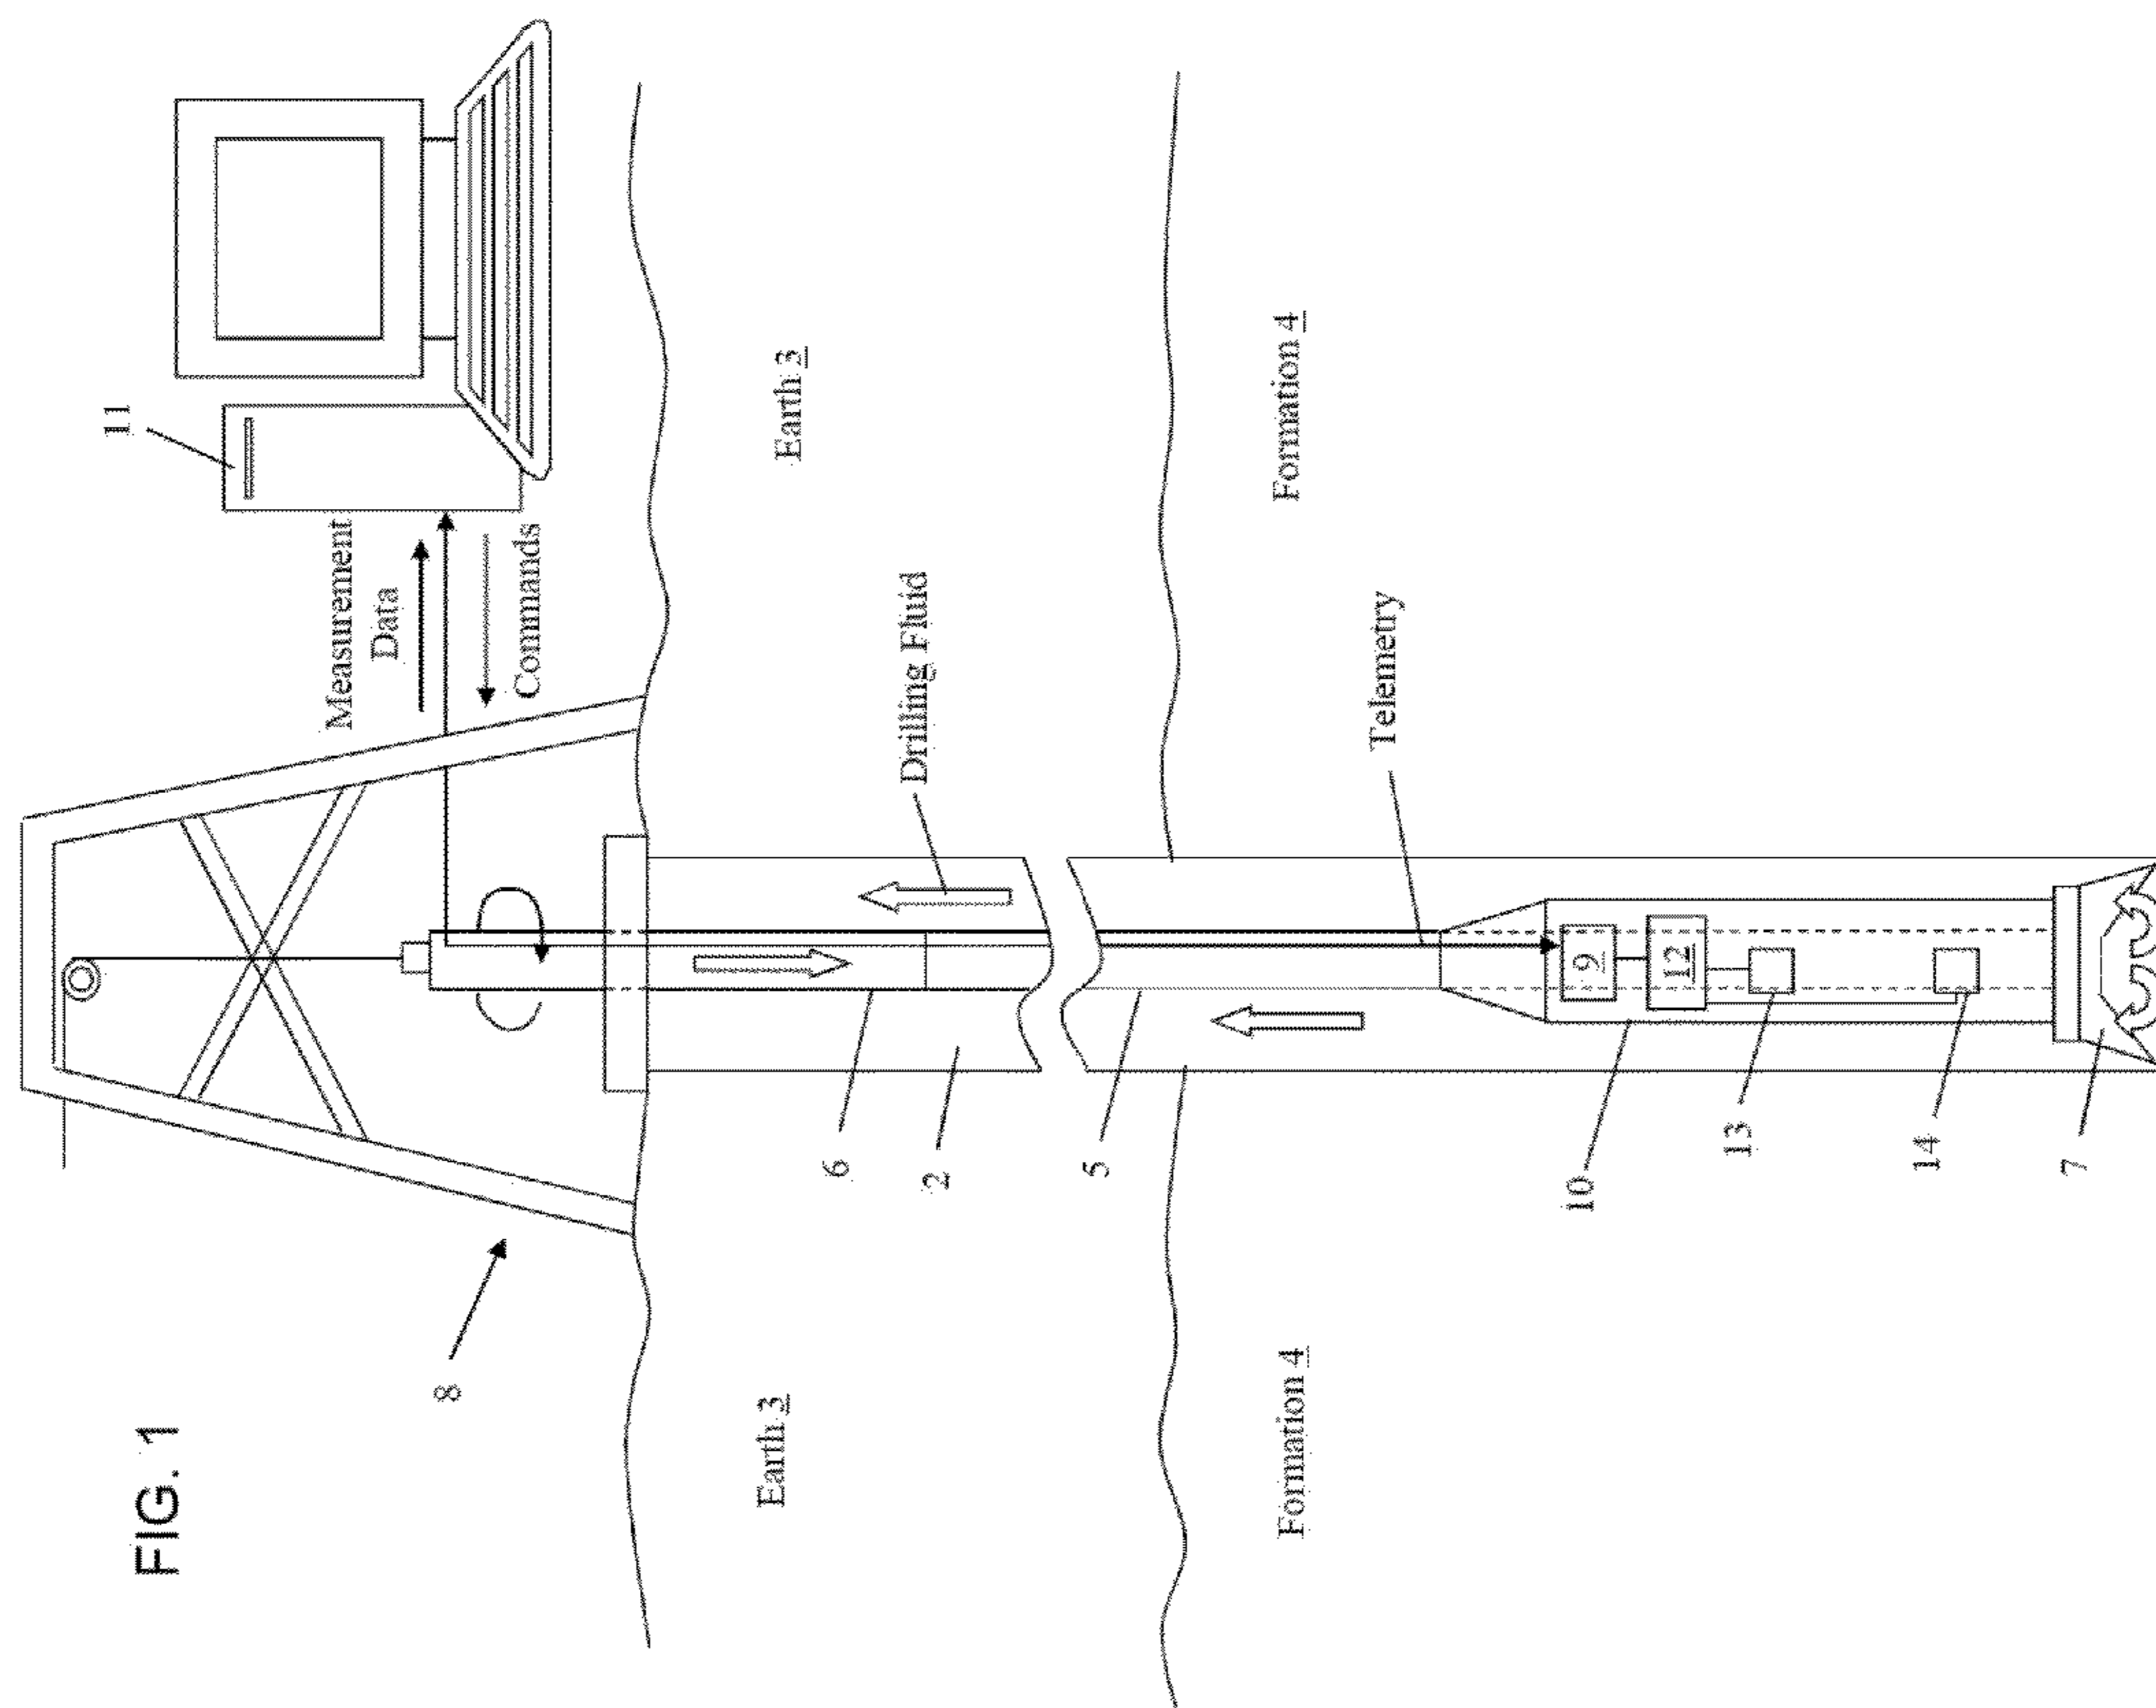 FIG. 1
8
11
Measurement
Data
Commands
Earth 3
Earth 3
6
2
Drilling Fluid
5
Formation 4
Formation 4
Telemetry
10
9
12
13
14
7